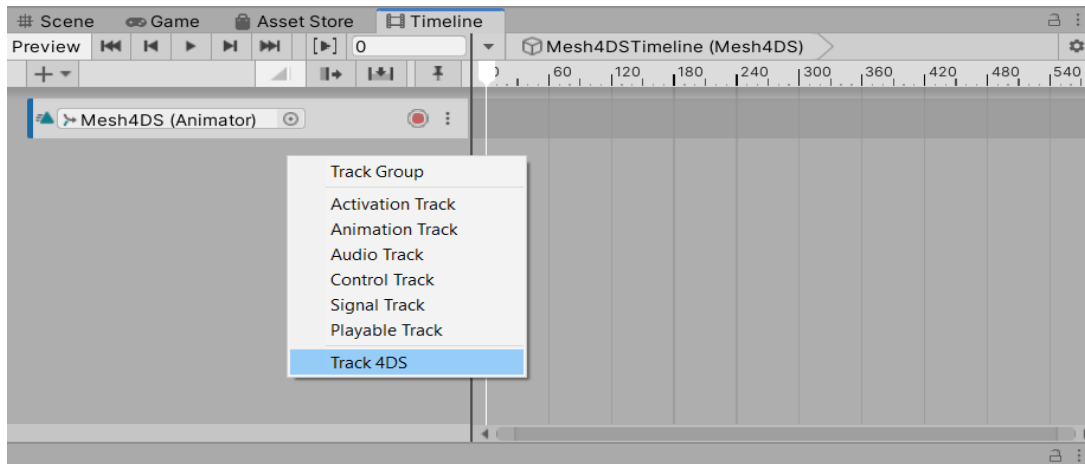 Scene Game Asset Store Timeline
Preview 0 Mesh4DSTimeline (Mesh4DS)
60 120 180 240 300 360 420 480 540
Mesh4DS (Animator)
Track Group
Activation Track
Animation Track
Audio Track
Control Track
Signal Track
Playable Track
Track 4DS